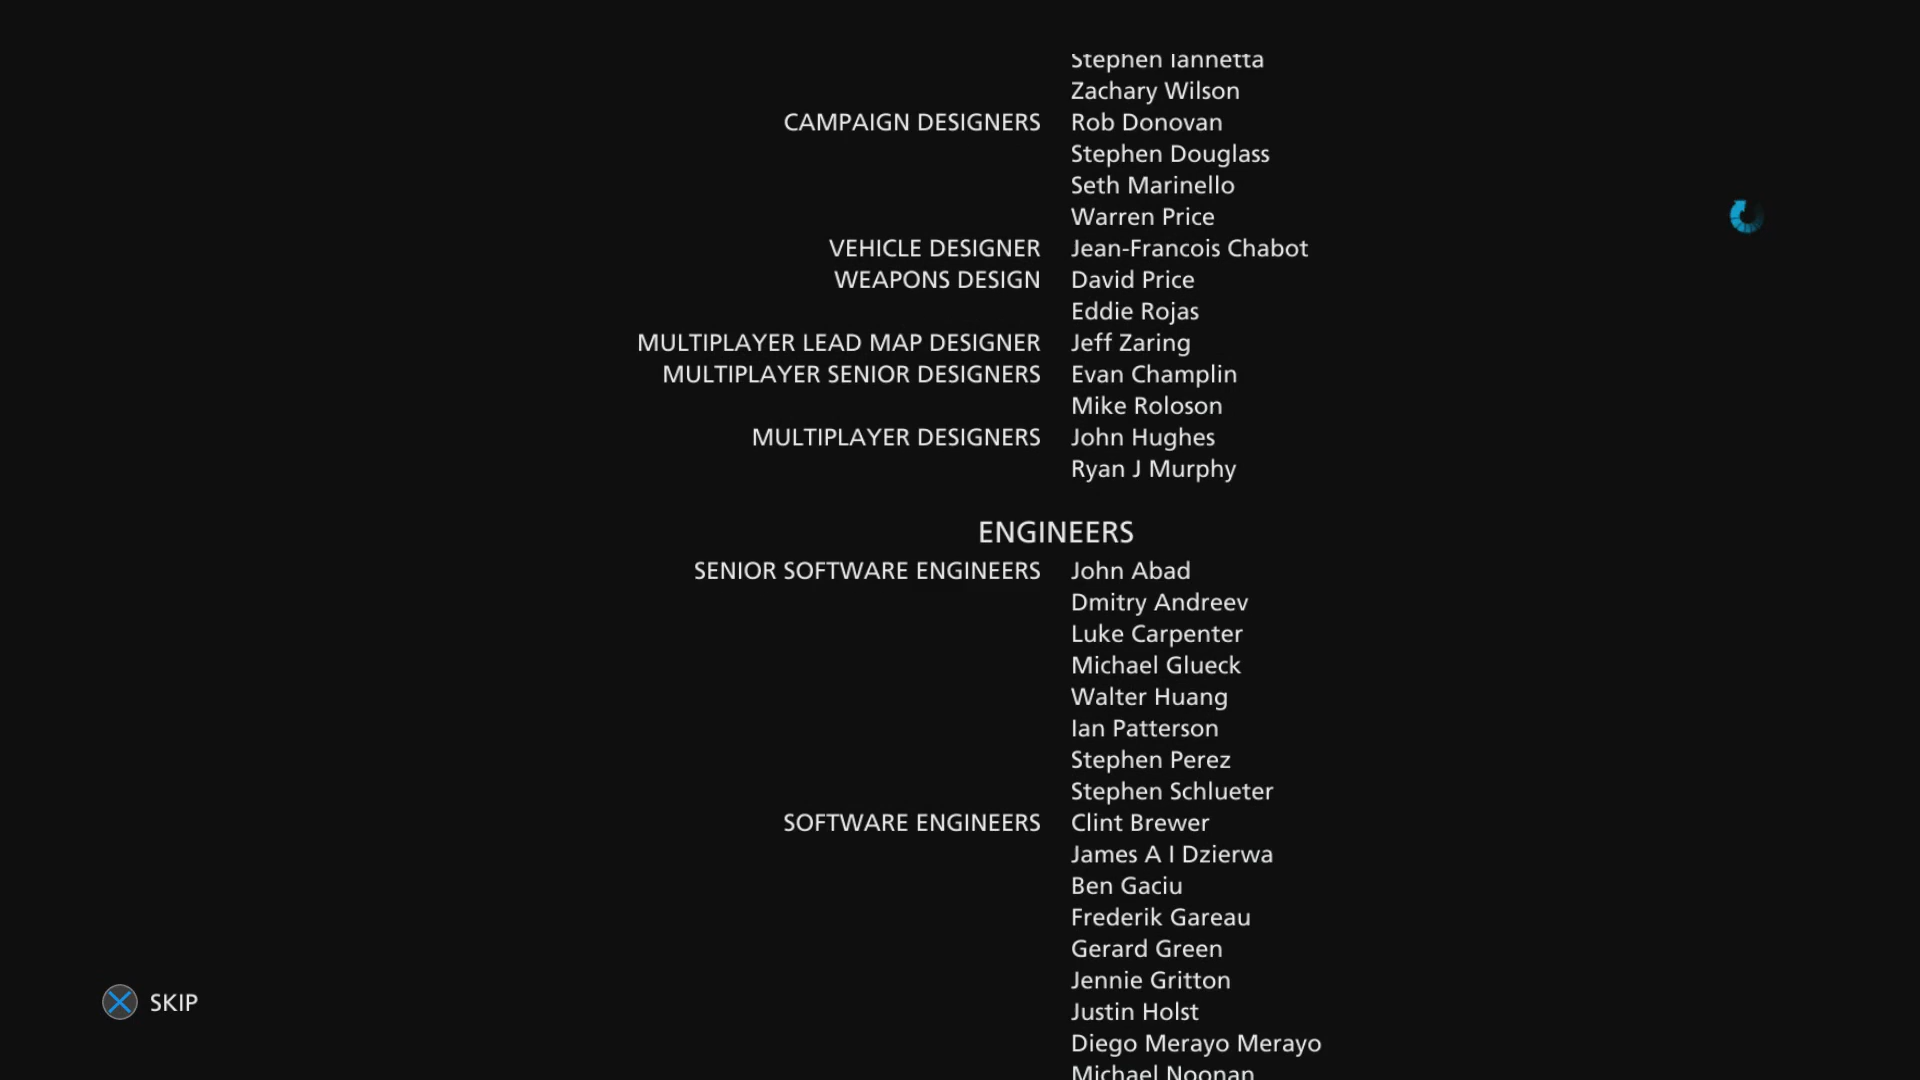 Stephen Iannetta
Zachary Wilson
CAMPAIGN DESIGNERS Rob Donovan
Stephen Douglass
Seth Marinello
Warren Price
VEHICLE DESIGNER Jean-Francois Chabot
WEAPONS DESIGN David Price
Eddie Rojas
MULTIPLAYER LEAD MAP DESIGNER Jeff Zaring
MULTIPLAYER SENIOR DESIGNERS Evan Champlin
Mike Roloson
MULTIPLAYER DESIGNERS John Hughes
Ryan J Murphy
ENGINEERS
SENIOR SOFTWARE ENGINEERS John Abad
Dmitry Andreev
Luke Carpenter
Michael Glueck
Walter Huang
Ian Patterson
Stephen Perez
Stephen Schlueter
SOFTWARE ENGINEERS Clint Brewer
James A I Dzierwa
Ben Gaciu
Frederik Gareau
Gerard Green
Jennie Gritton
Justin Holst
Diego Merayo Merayo
Michael Noonan
SKIP